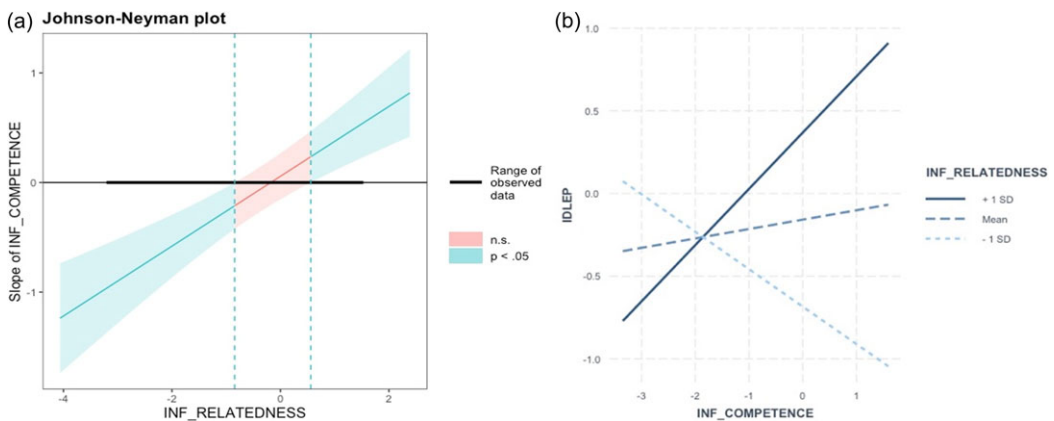 (a)
Johnson-Neyman plot
Slope of INF_COMPETENCE
1
0
-1
-4
-2
0
2
INF_RELATEDNESS
Range of
observed
data
n.s.
p < .05
(b)
IDLEP
1.0
0.5
0.0
-0.5
-1.0
-3
-2
-1
0
1
INF_COMPETENCE
INF_RELATEDNESS
+ 1 SD
Mean
- 1 SD